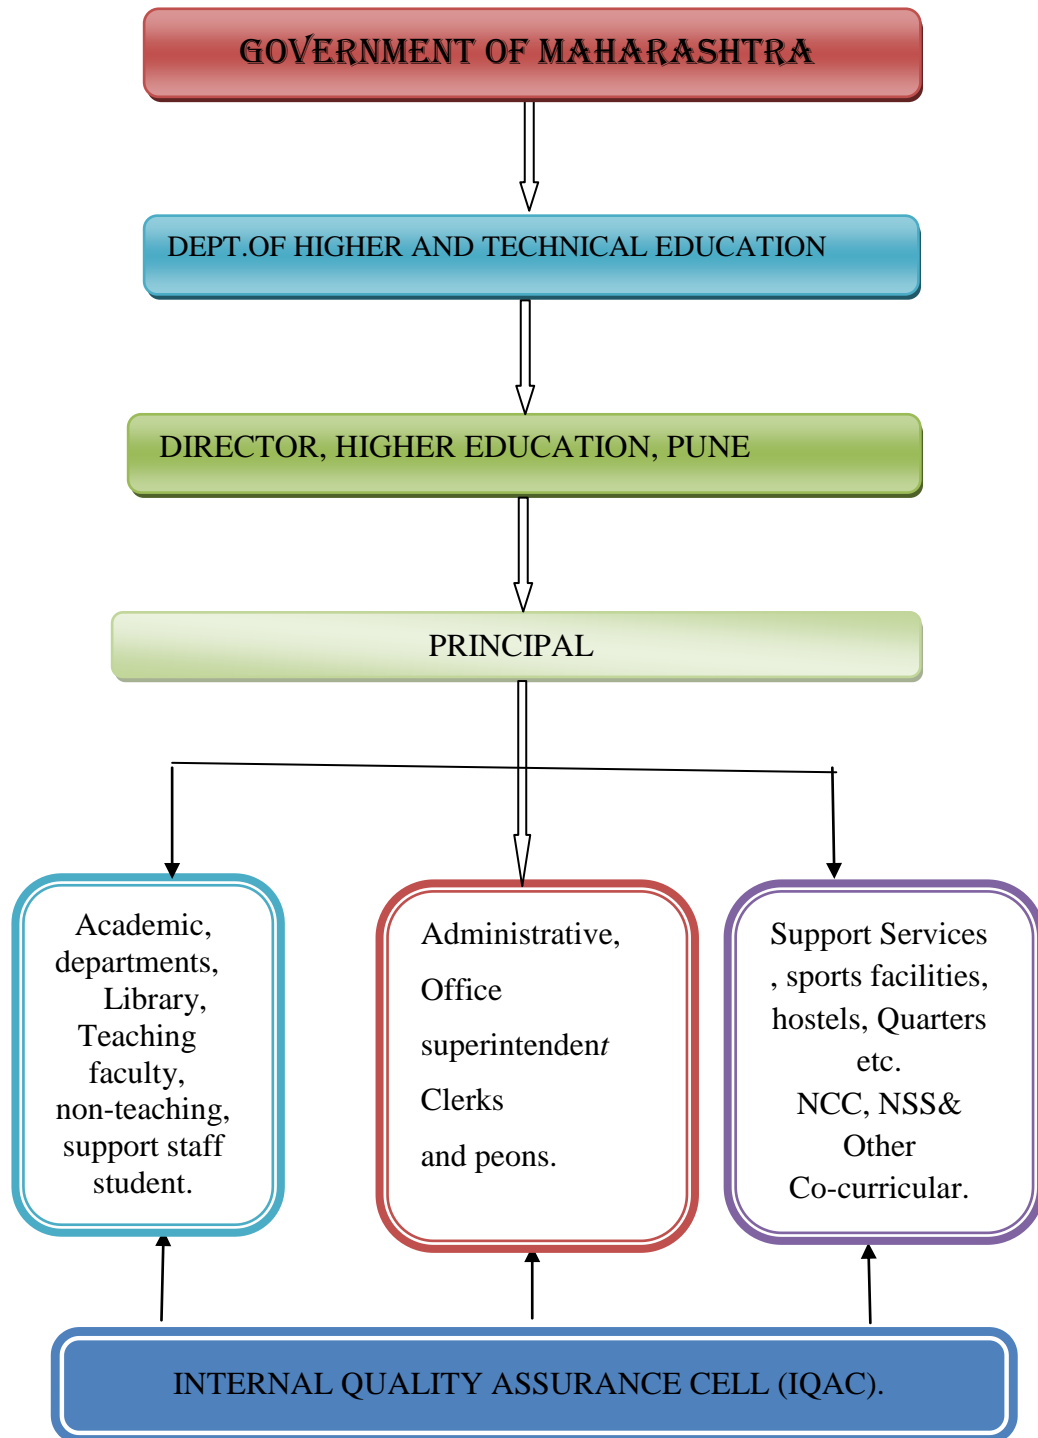 GOVERNMENT OF MAHARASHTRA
DEPT.OF HIGHER AND TECHNICAL EDUCATION
DIRECTOR, HIGHER EDUCATION, PUNE
PRINCIPAL
Academic,
departments,
Library,
Teaching
faculty,
non-teaching,
support staff
student.
Administrative,
Office
superintendent
Clerks
and peons.
Support Services
, sports facilities,
hostels, Quarters
etc.
NCC, NSS&
Other
Co-curricular.
INTERNAL QUALITY ASSURANCE CELL (IQAC).